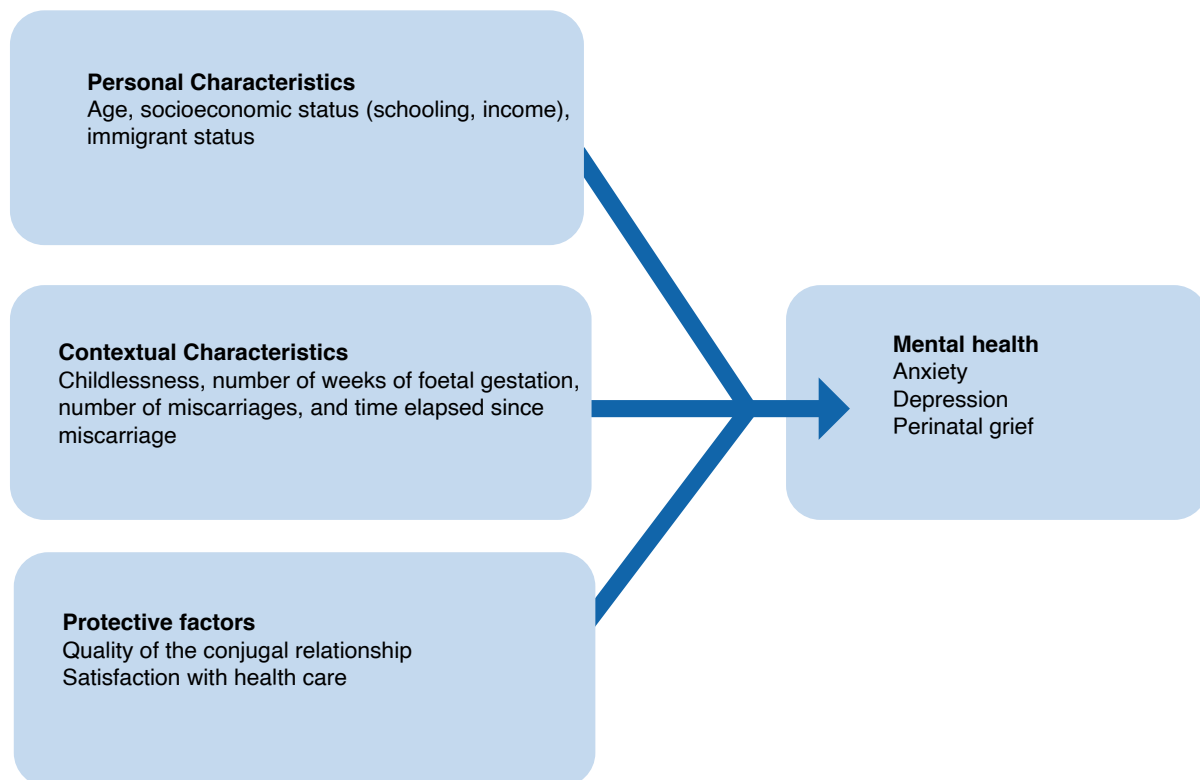 Personal Characteristics
Age, socioeconomic status (schooling, income),
immigrant status
Contextual Characteristics
Childlessness, number of weeks of foetal gestation,
number of miscarriages, and time elapsed since
miscarriage
Mental health
Anxiety
Depression
Perinatal grief
Protective factors
Quality of the conjugal relationship
Satisfaction with health care